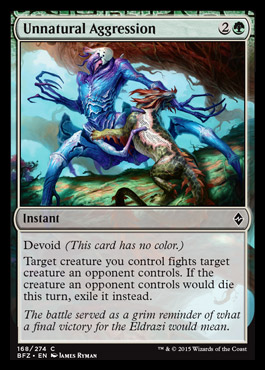 Unnatural Aggression 2
Instant
Devoid (This card has no color.)
Target creature you control fights target
creature an opponent controls. If the
creature an opponent controls would die
this turn, exile it instead.
The battle served as a grim reminder of what
a final victory for the Eldrazi would mean.
168/274 C
BFZ • EN JAMES RYMAN
™ & © 2015 Wizards of the Coast